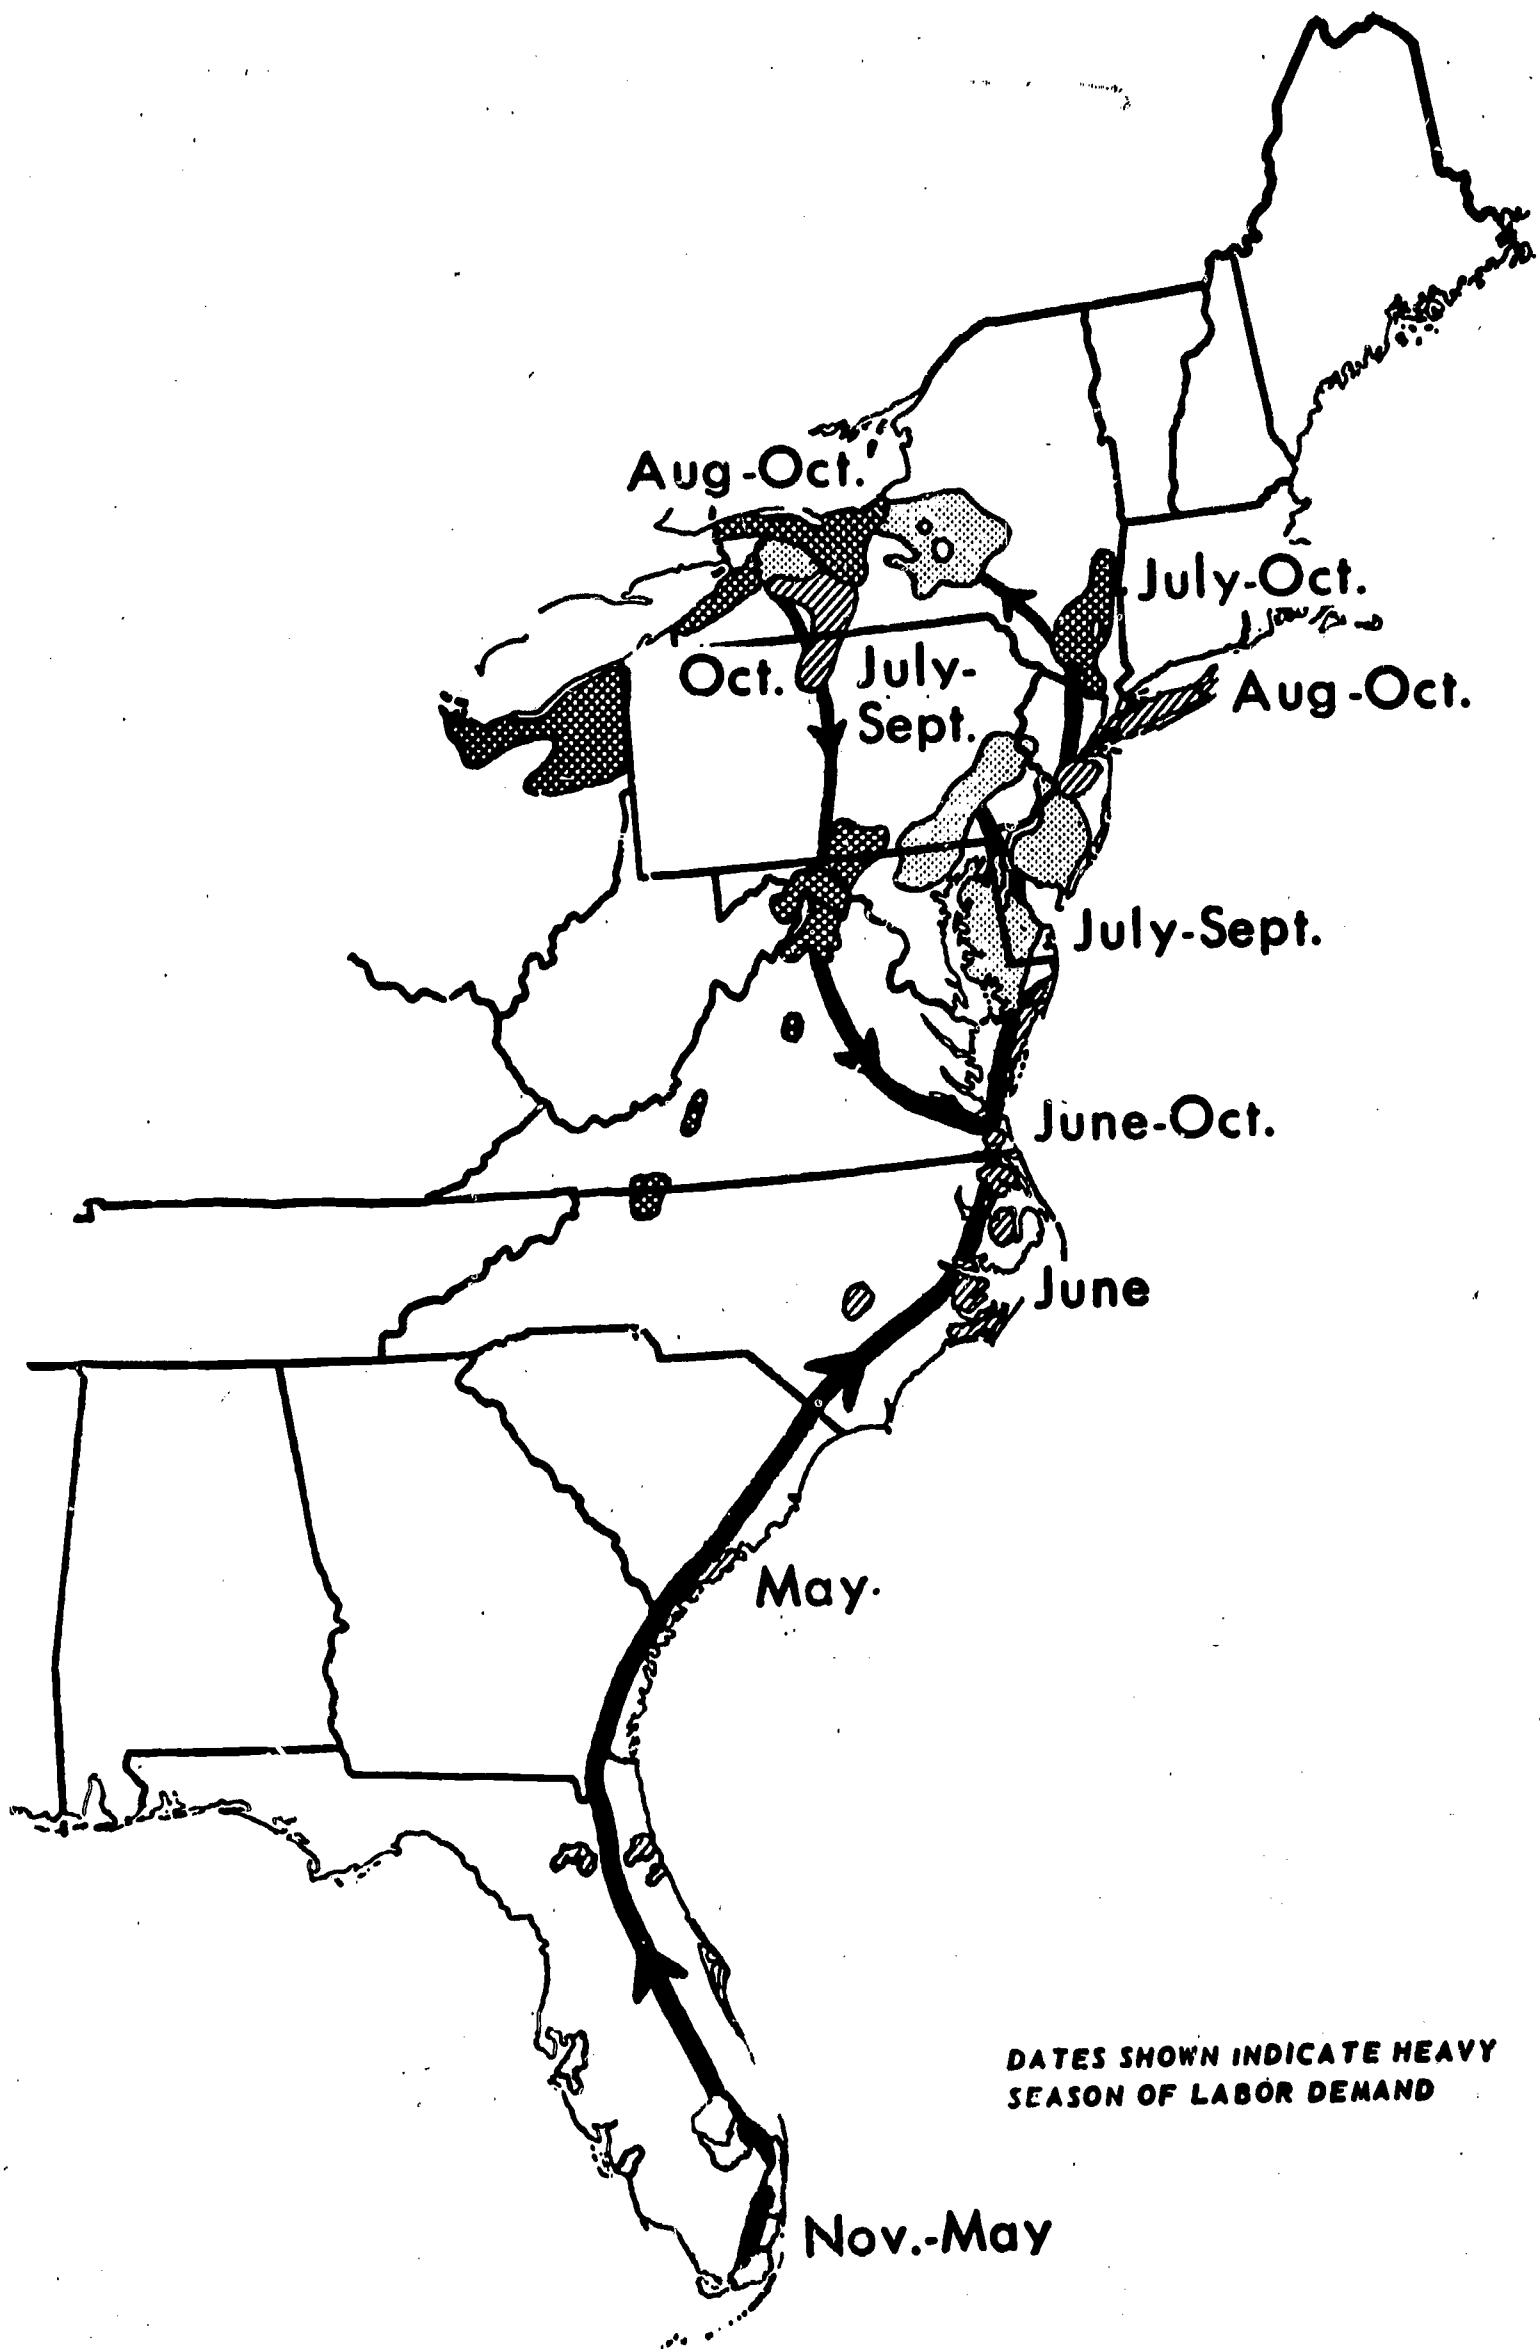 Aug-Oct.
July-Oct.
Oct.
July-
Sept.
Aug-Oct.
July-Sept.
June-Oct.
June
May.
DATES SHOWN INDICATE HEAVY
SEASON OF LABOR DEMAND
Nov.-May